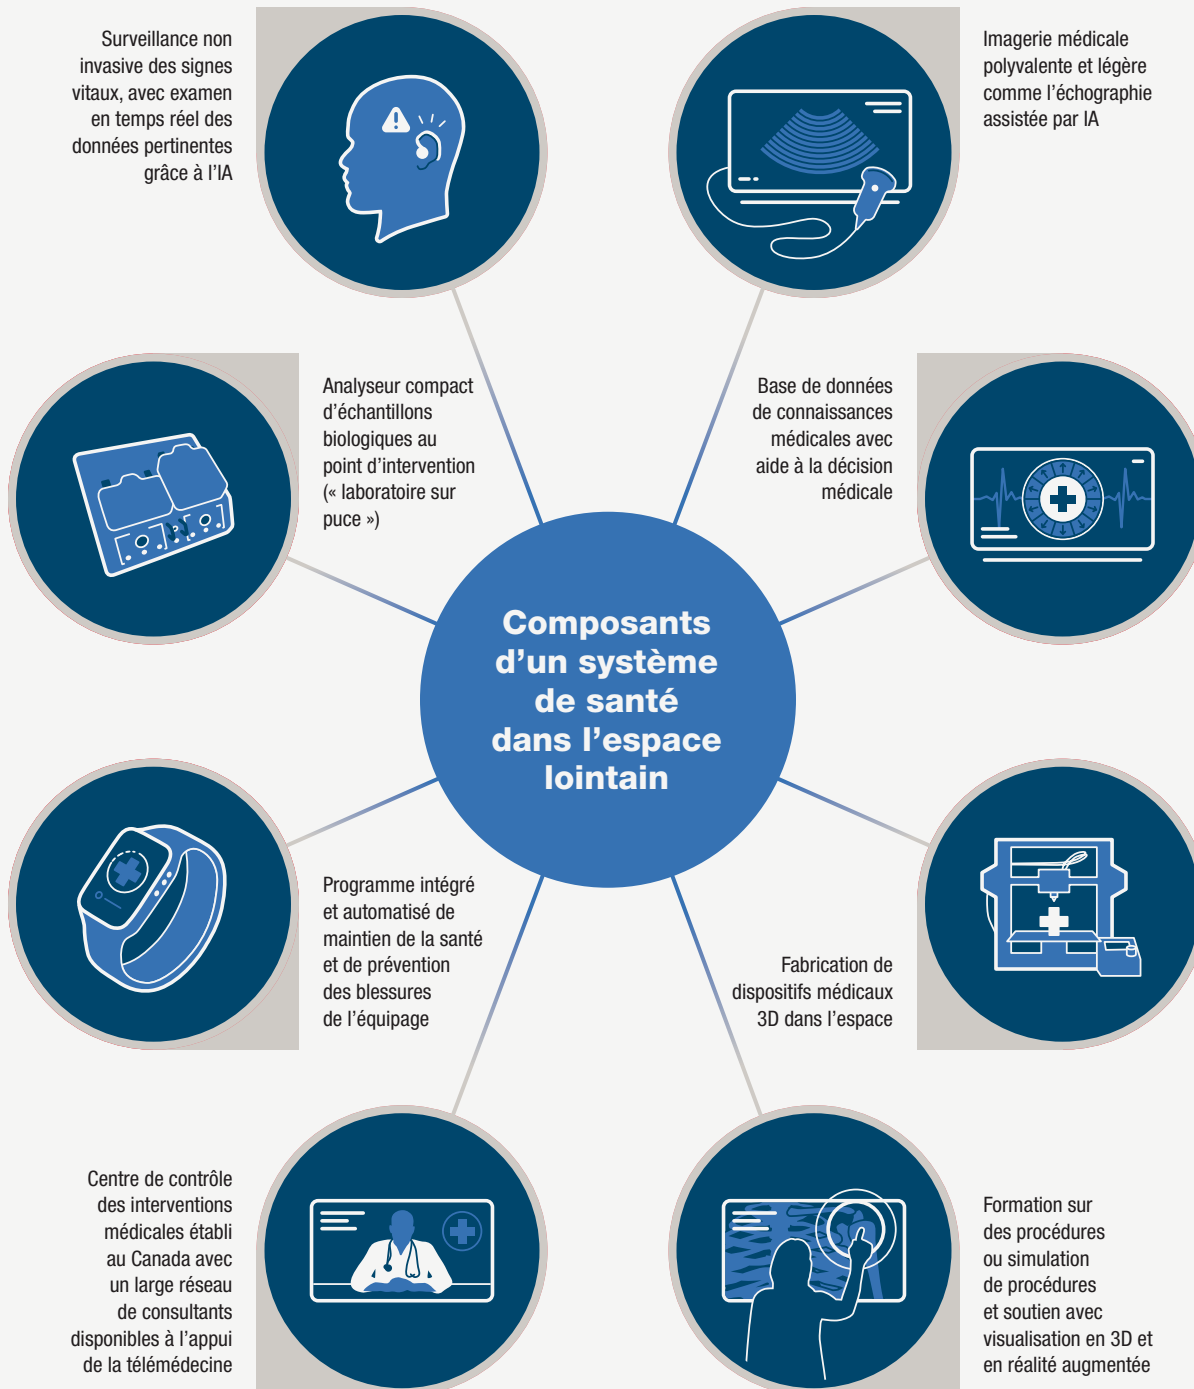 Surveillance non
invasive des signes
vitaux, avec examen
en temps réel des
données pertinentes
grâce à l’IA
Imagerie médicale
polyvalente et légère
comme l’échographie
assistée par IA
Analyseur compact
d’échantillons
biologiques au
point d’intervention
(« laboratoire sur
puce »)
Base de données
de connaissances
médicales avec
aide à la décision
médicale
Composants
d’un système
de santé
dans l’espace
lointain
Programme intégré
et automatisé de
maintien de la santé
et de prévention
des blessures
de l’équipage
Fabrication de
dispositifs médicaux
3D dans l’espace
Centre de contrôle
des interventions
médicales établi
au Canada avec
un large réseau
de consultants
disponibles à l’appui
de la télémédecine
Formation sur
des procédures
ou simulation
de procédures
et soutien avec
visualisation en 3D et
en réalité augmentée